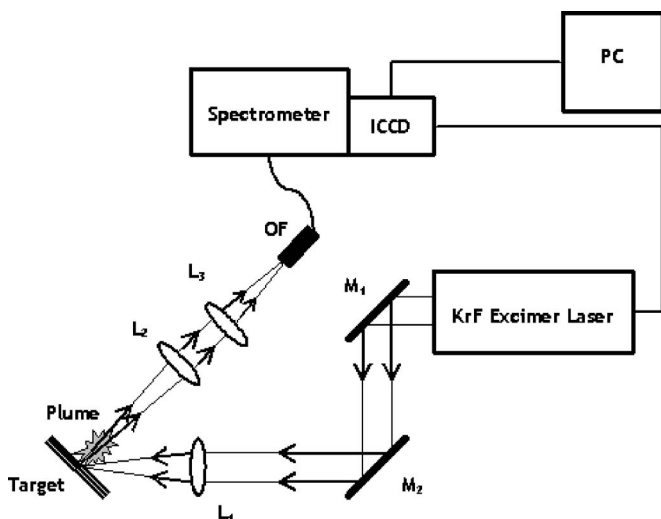 PC
Spectrometer
ICCD
OF
L₃
M₁
KrF Excimer Laser
L₂
Plume
Target
M₂
L₁